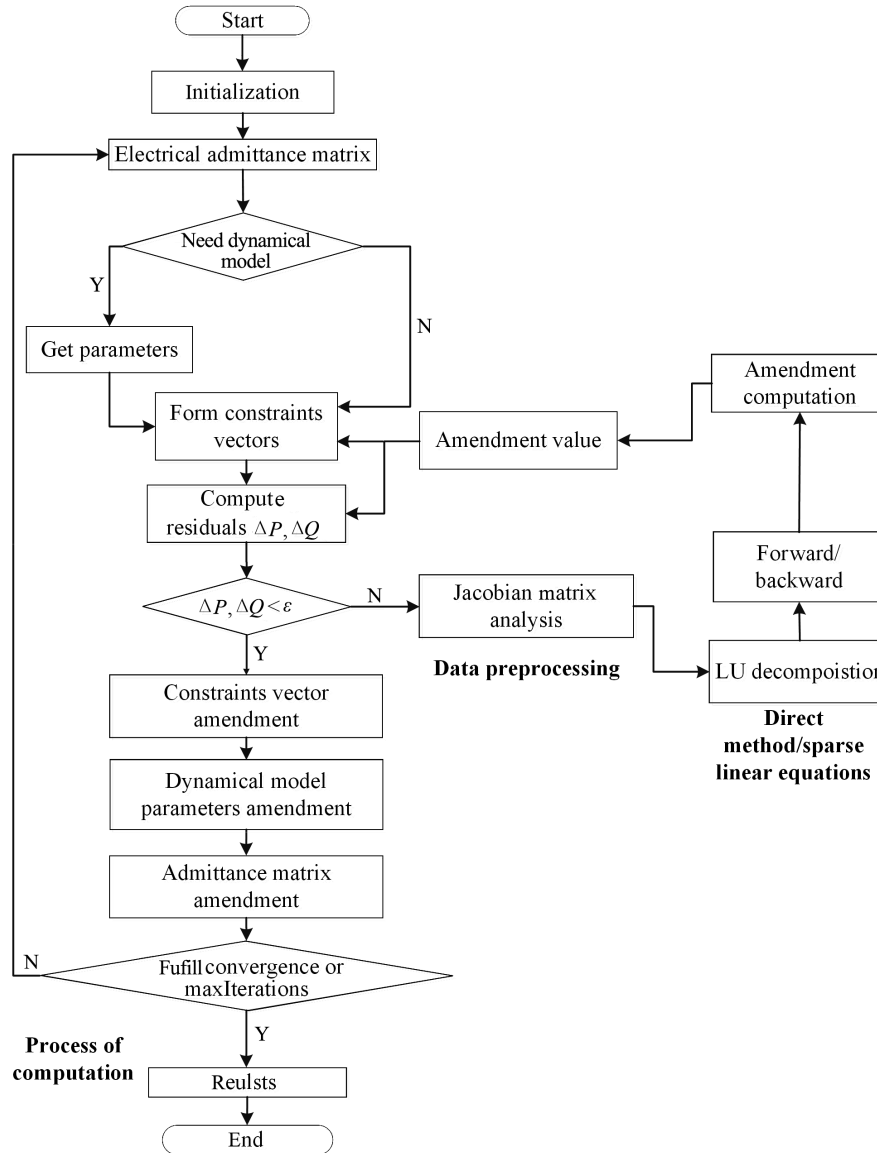 Start
Initialization
Electrical admittance matrix
Need dynamical
model
Y
N
Get parameters
Form constraints
vectors
Amendment value
Amendment
computation
Compute
residuals ΔP, ΔQ
Forward/
backward
ΔP, ΔQ < ε
N
Jacobian matrix
analysis
Data preprocessing
LU decompoistion
Direct
method/sparse
linear equations
Y
Constraints vector
amendment
Dynamical model
parameters amendment
Admittance matrix
amendment
N
Fufill convergence or
maxIterations
Y
Process of
computation
Reulsts
End